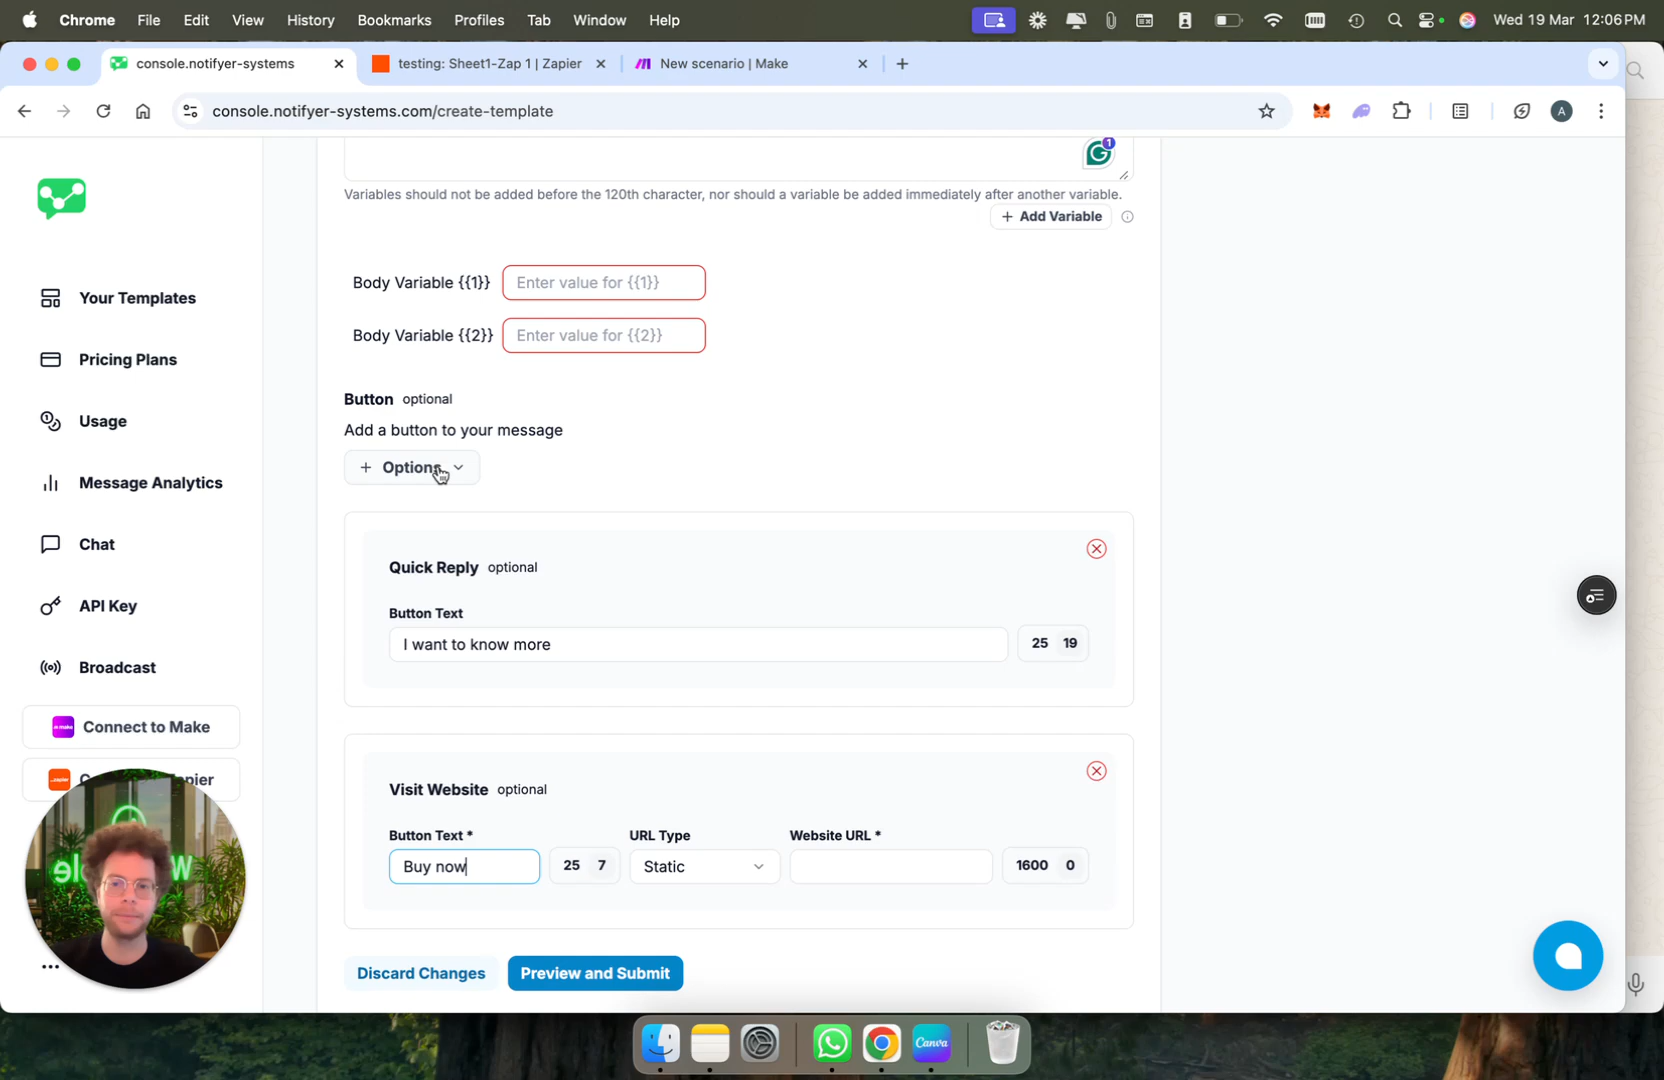 Chrome File Edit View History Bookmarks Profiles Tab Window Help Wed 19 Mar 12:06 PM
console.notifyer-systems testing: Sheet1-Zap 1 | Zapier New scenario | Make
console.notifyer-systems.com/create-template A
Variables should not be added before the 120th character, nor should a variable be added immediately after another variable.
+ Add Variable
Body Variable {{1}} Enter value for {{1}}
Body Variable {{2}} Enter value for {{2}}
Button optional
Add a button to your message
+ Options
Quick Reply optional
Button Text
I want to know more 25 19
Visit Website optional
Button Text * URL Type Website URL *
Buy now 25 7 Static 1600 0
Discard Changes Preview and Submit
Your Templates
Pricing Plans
Usage
Message Analytics
Chat
API Key
Broadcast
Connect to Make
Canva